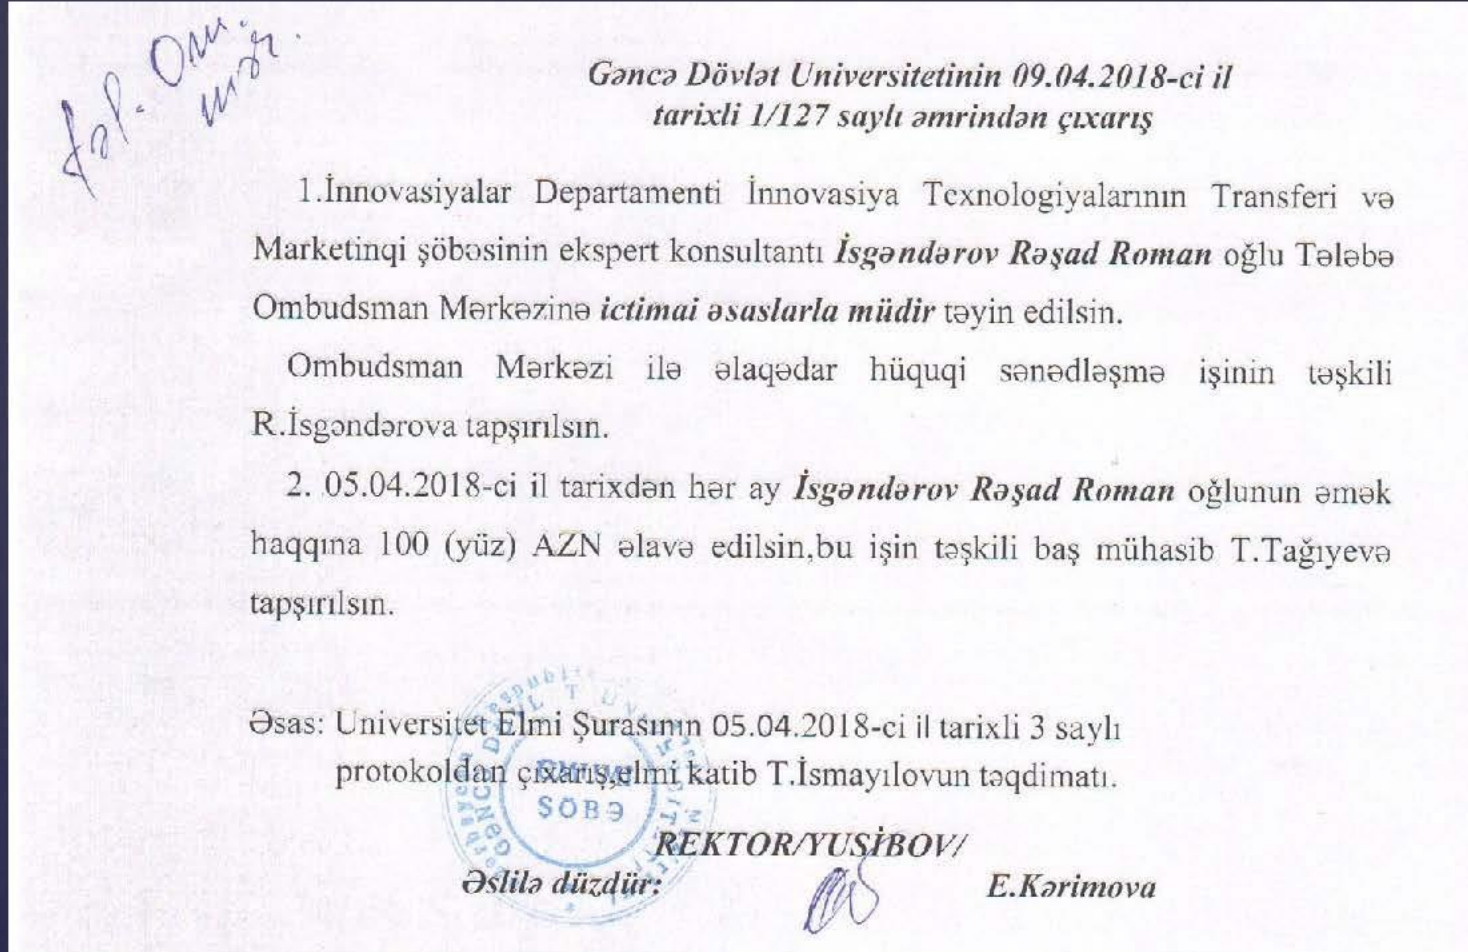 Gəncə Dövlət Universitetinin 09.04.2018-ci il
tarixli 1/127 saylı əmrindən çıxarış
1.İnnovasiyalar Departamenti İnnovasiya Texnologiyalarının Transferi və
Marketinqi şöbəsinin ekspert konsultantı İsgəndərov Rəşad Roman oğlu Tələbə
Ombudsman Mərkəzinə ictimai əsaslarla müdir təyin edilsin.
Ombudsman Mərkəzi ilə əlaqədar hüquqi sənədləşmə işinin təşkili
R.İsgəndərova tapşırılsın.
2. 05.04.2018-ci il tarixdən hər ay İsgəndərov Rəşad Roman oğlunun əmək
haqqına 100 (yüz) AZN əlavə edilsin,bu işin təşkili baş mühasib T.Tağıyevə
tapşırılsın.
Əsas: Universitet Elmi Şurasının 05.04.2018-ci il tarixli 3 saylı
protokoldan çıxarış,elmi katib T.İsmayılovun təqdimatı.
ŞÖBƏ
REKTOR/YUSİBOV/
Əslilə düzdür:
E.Kərimova